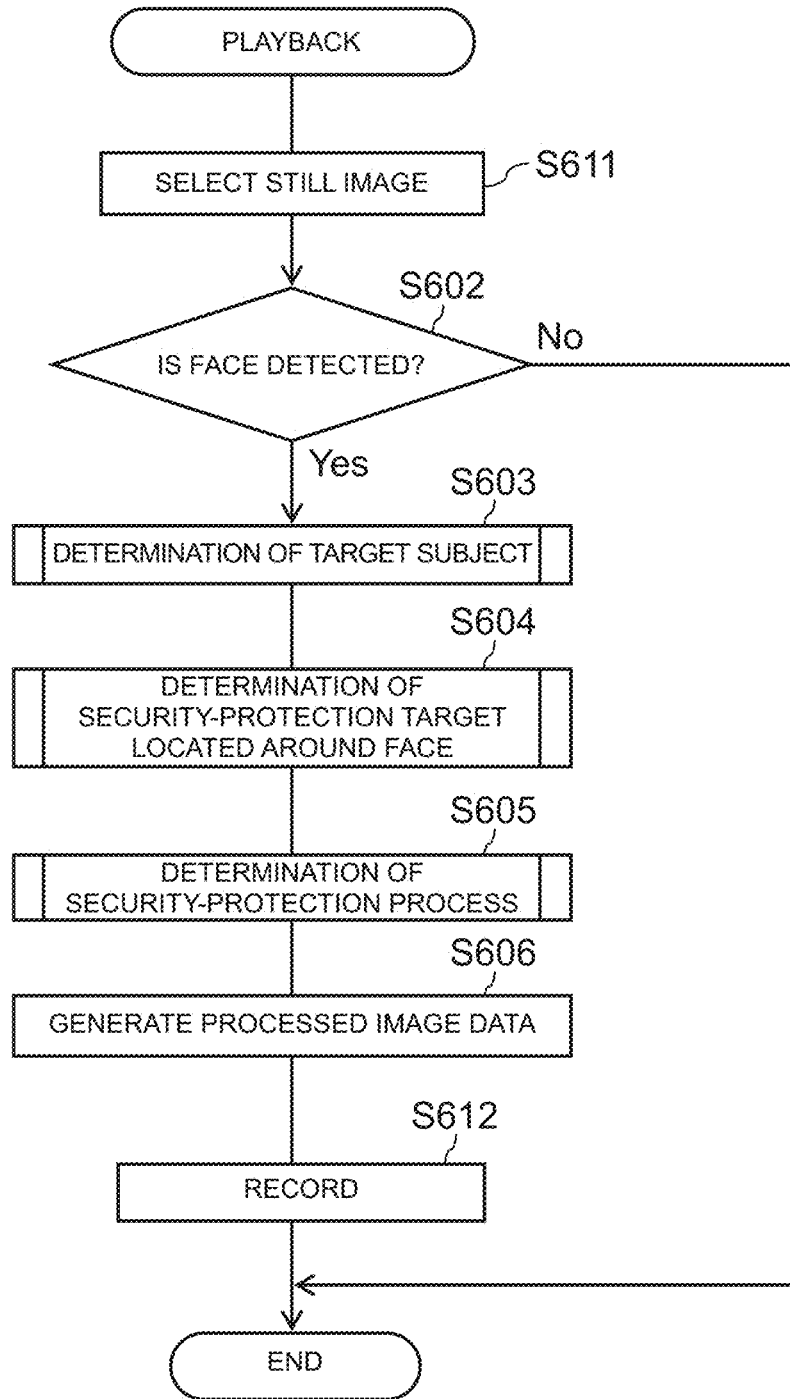 PLAYBACK
S611
SELECT STILL IMAGE
S602
IS FACE DETECTED?
No
Yes
S603
DETERMINATION OF TARGET SUBJECT
S604
DETERMINATION OF
SECURITY-PROTECTION TARGET
LOCATED AROUND FACE
S605
DETERMINATION OF
SECURITY-PROTECTION PROCESS
S606
GENERATE PROCESSED IMAGE DATA
S612
RECORD
END